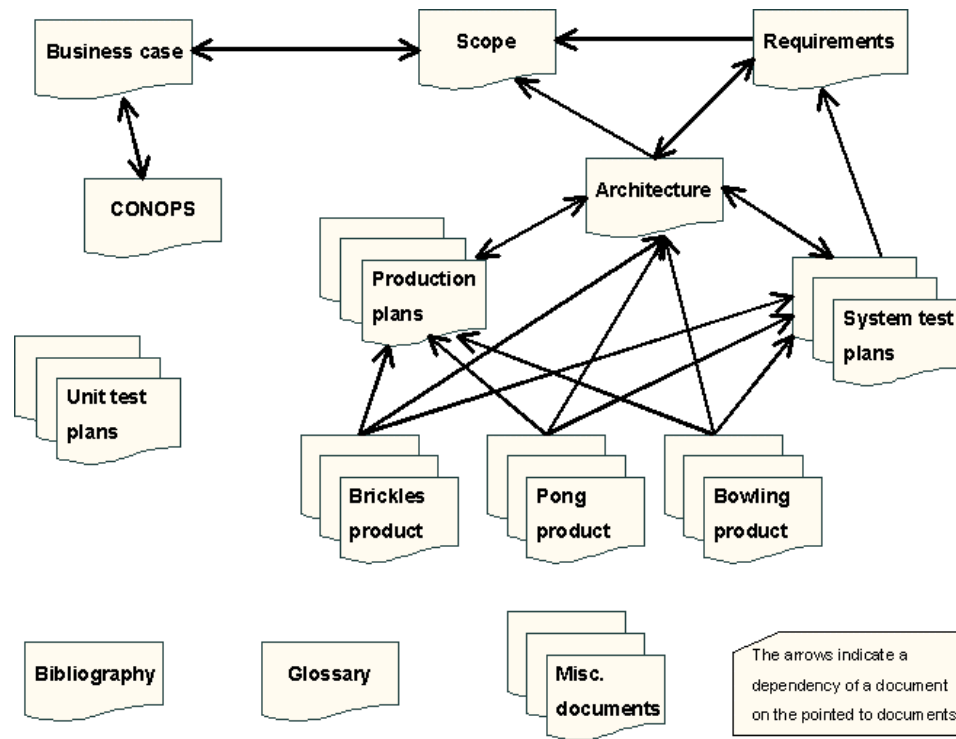 Business case
Scope
Requirements
CONOPS
Architecture
Production
plans
System test
plans
Unit test
plans
Brickles
product
Pong
product
Bowling
product
Bibliography
Glossary
Misc.
documents
The arrows indicate a
dependency of a document
on the pointed to documents